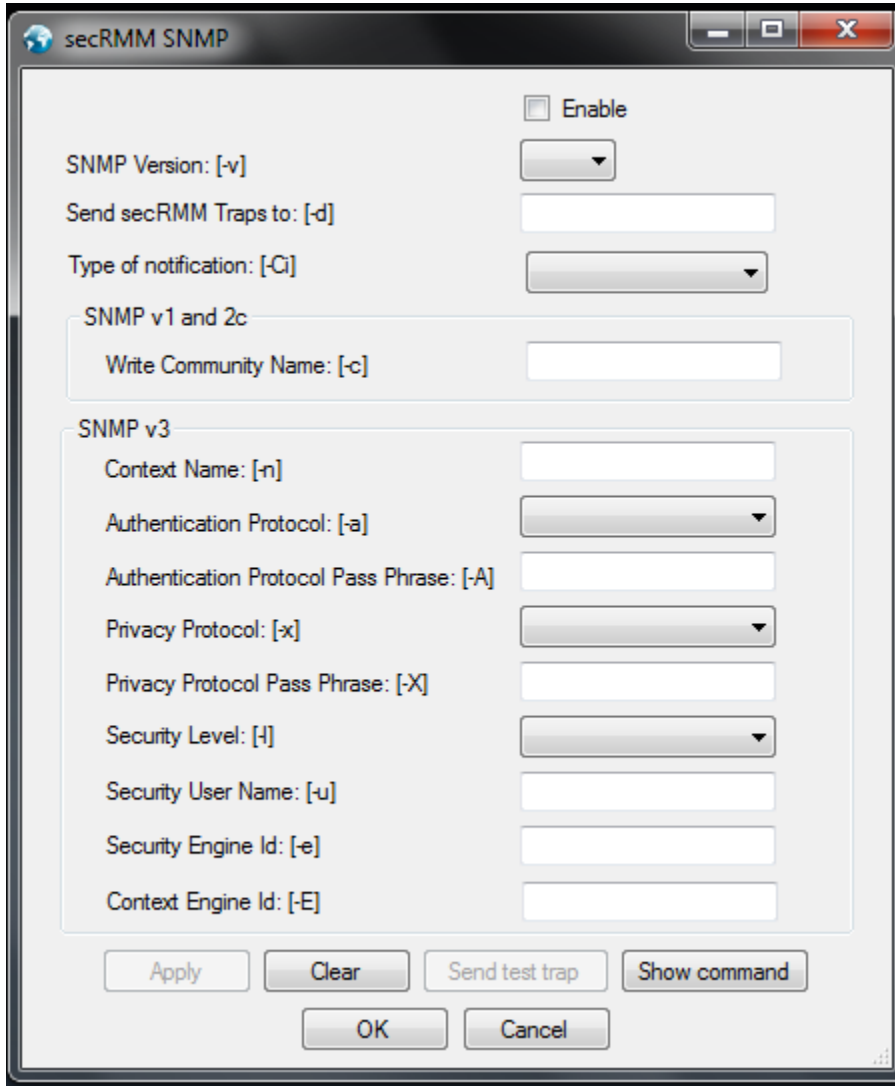 secRMM SNMP
Enable
SNMP Version: [-v]
Send secRMM Traps to: [-d]
Type of notification: [-Ci]
SNMP v1 and 2c
Write Community Name: [-c]
SNMP v3
Context Name: [-n]
Authentication Protocol: [-a]
Authentication Protocol Pass Phrase: [-A]
Privacy Protocol: [-x]
Privacy Protocol Pass Phrase: [-X]
Security Level: [-l]
Security User Name: [-u]
Security Engine Id: [-e]
Context Engine Id: [-E]
Apply Clear Send test trap Show command
OK Cancel